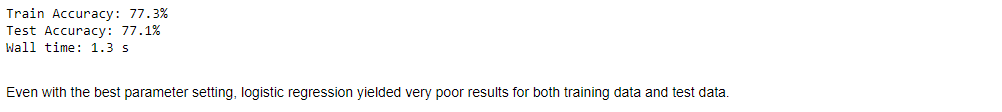 Train Accuracy: 77.3%
Test Accuracy: 77.1%
Wall time: 1.3 s
Even with the best parameter setting, logistic regression yielded very poor results for both training data and test data.